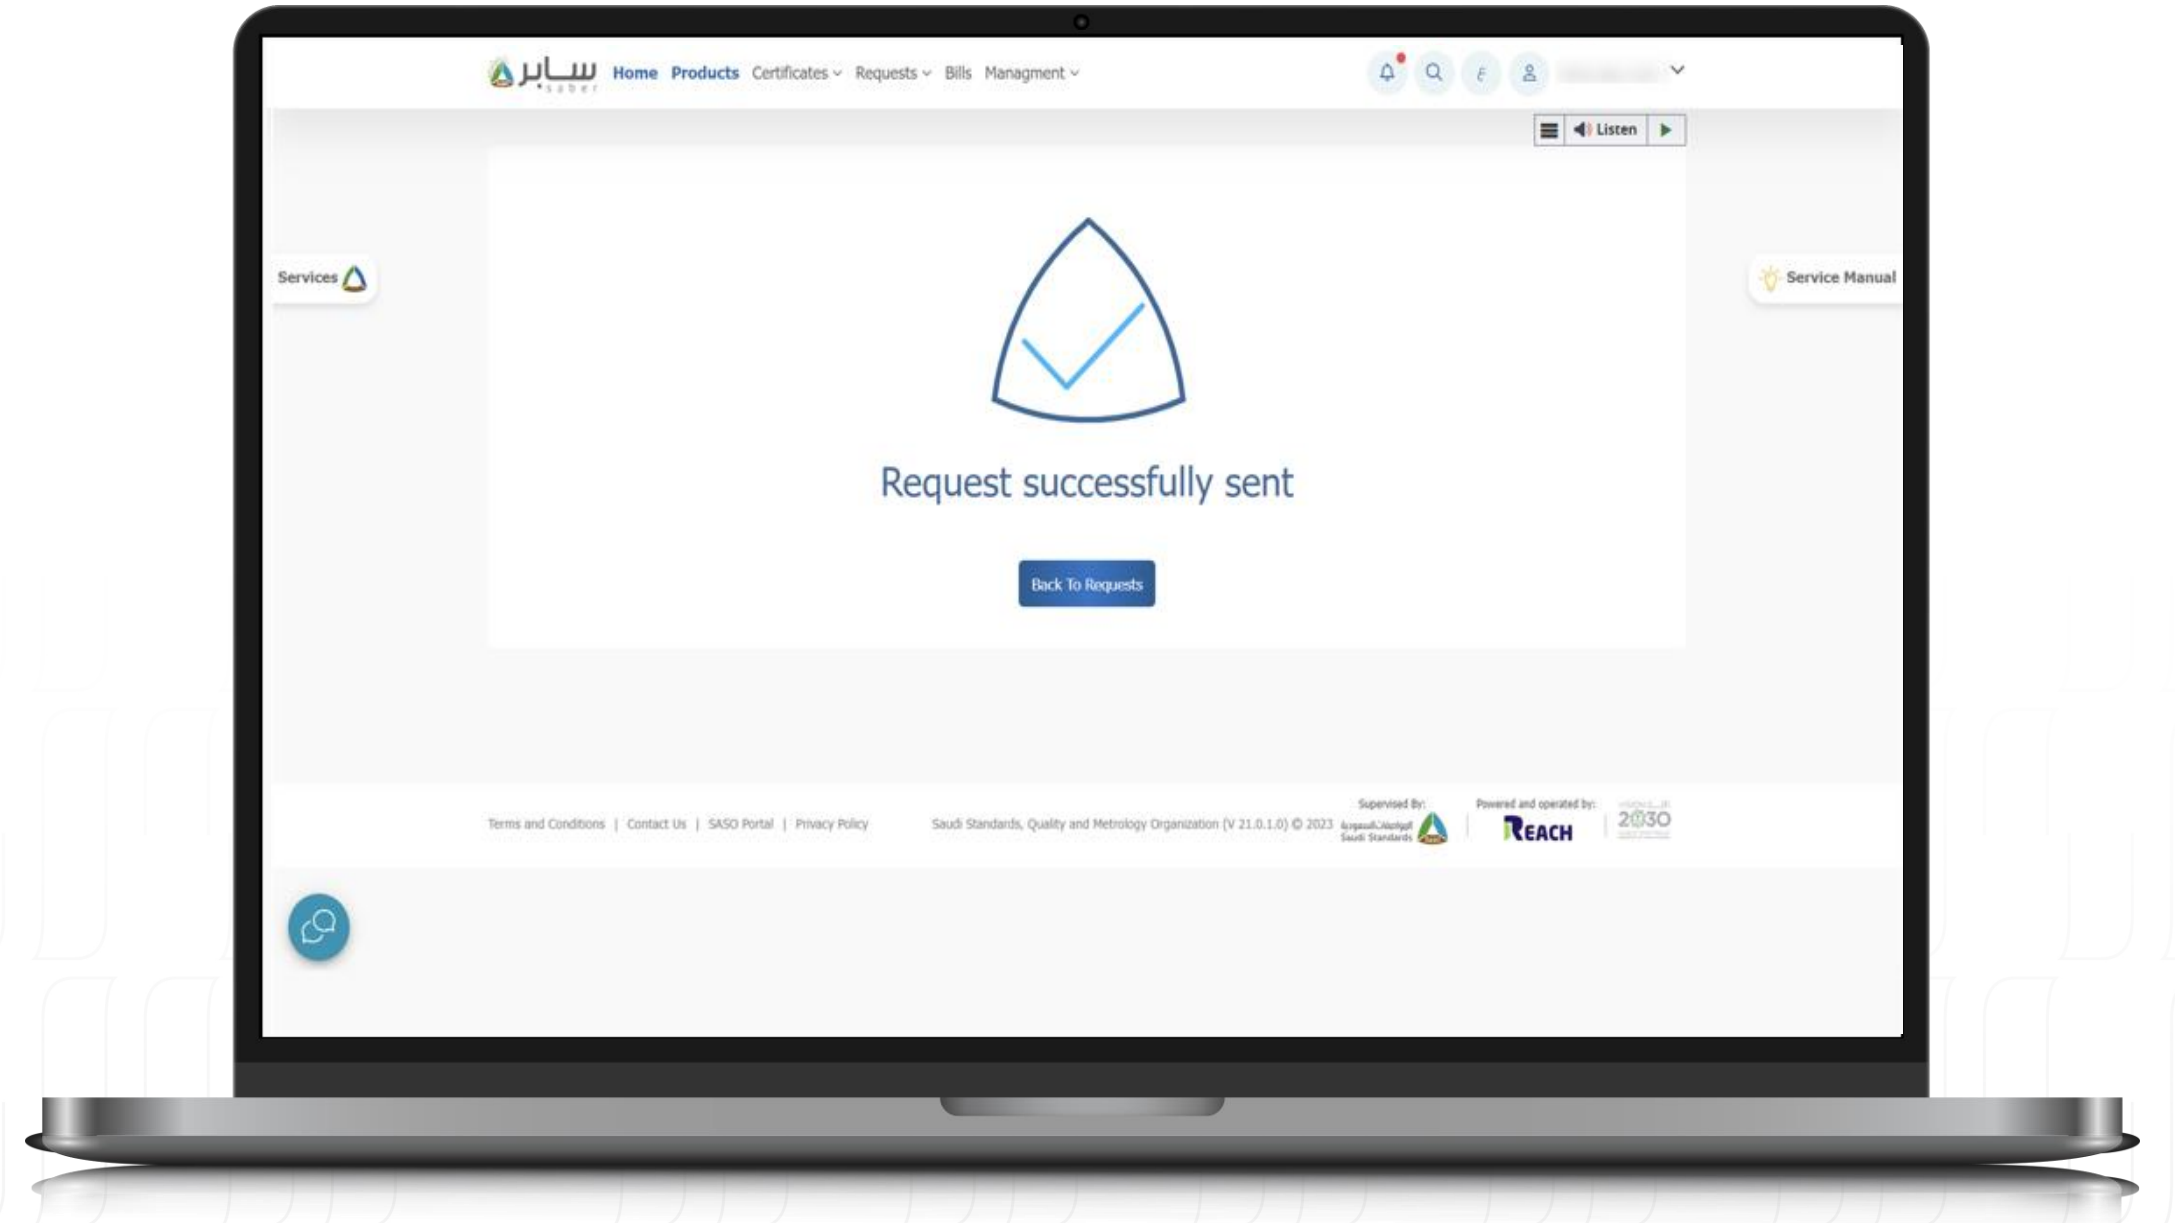 سابر
saber
Home Products Certificates Requests Bills Managment
ع
Listen
Services
Service Manual
Request successfully sent
Back To Requests
Terms and Conditions | Contact Us | SASO Portal | Privacy Policy
Saudi Standards, Quality and Metrology Organization (V 21.0.1.0) © 2023
Supervised By:
Saudi Standards
Powered and operated by:
REACH
2030